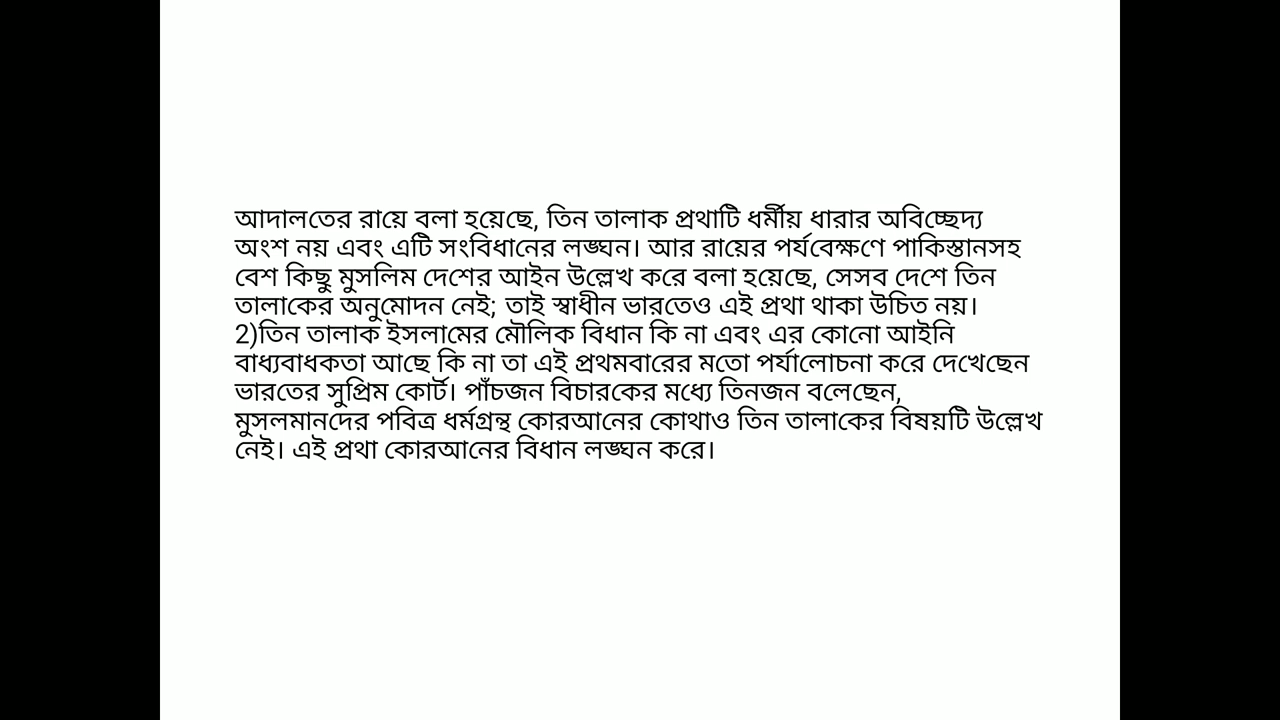 আদালতের রায়ে বলা হয়েছে, তিন তালাক প্রথাটি ধর্মীয় ধারার অবিচ্ছেদ্য
অংশ নয় এবং এটি সংবিধানের লঙ্ঘন। আর রায়ের পর্যবেক্ষণে পাকিস্তানসহ
বেশ কিছু মুসলিম দেশের আইন উল্লেখ করে বলা হয়েছে, সেসব দেশে তিন
তালাকের অনুমোদন নেই; তাই স্বাধীন ভারতেও এই প্রথা থাকা উচিত নয়।
2)তিন তালাক ইসলামের মৌলিক বিধান কি না এবং এর কোনো আইনি
বাধ্যবাধকতা আছে কি না তা এই প্রথমবারের মতো পর্যালোচনা করে দেখেছেন
ভারতের সুপ্রিম কোর্ট। পাঁচজন বিচারকের মধ্যে তিনজন বলেছেন,
মুসলমানদের পবিত্র ধর্মগ্রন্থ কোরআনের কোথাও তিন তালাকের বিষয়টি উল্লেখ
নেই। এই প্রথা কোরআনের বিধান লঙ্ঘন করে।